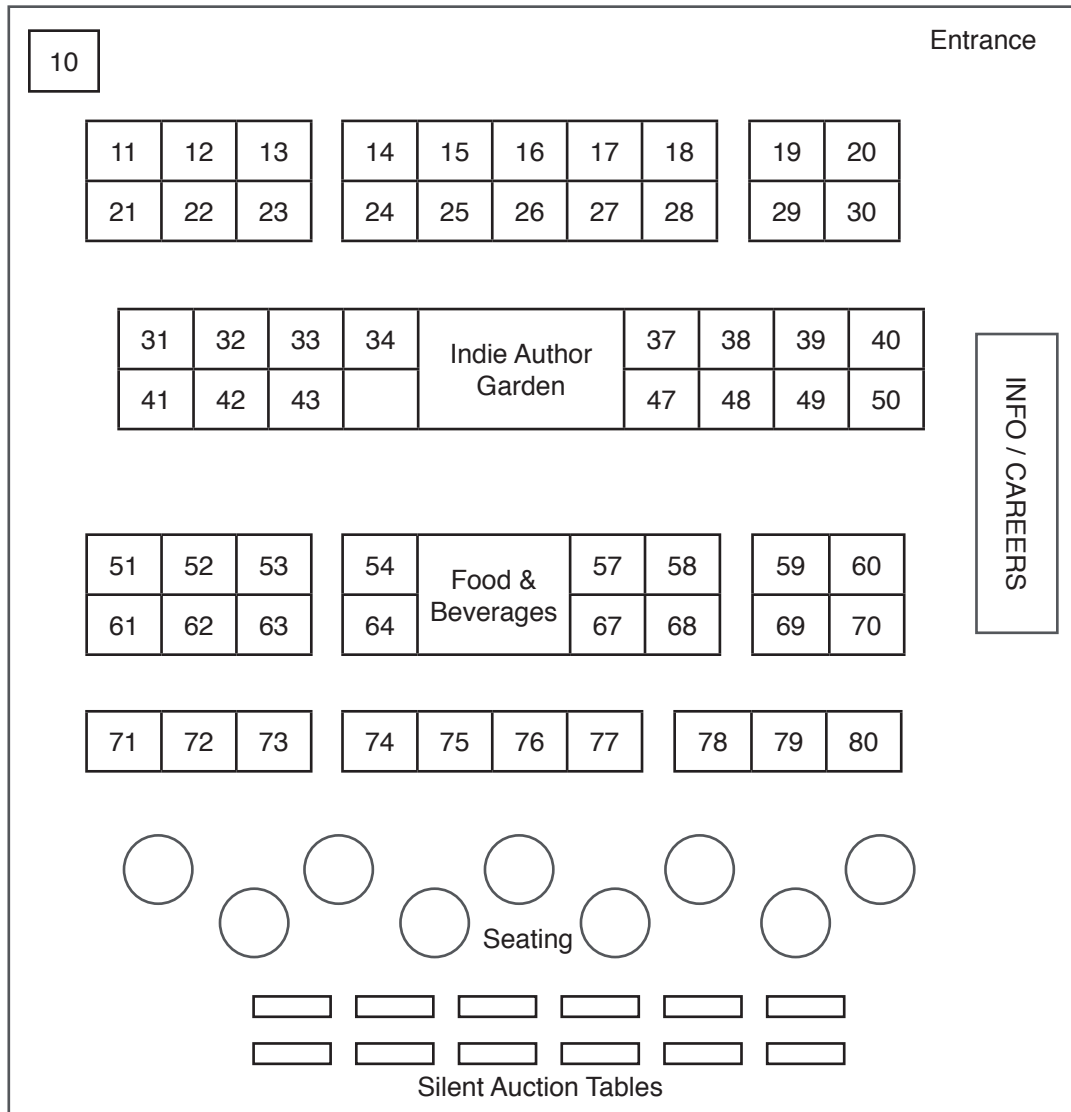 Entrance
10
11 12 13 14 15 16 17 18 19 20
21 22 23 24 25 26 27 28 29 30
31 32 33 34 Indie Author Garden 37 38 39 40
41 42 43 47 48 49 50
INFO / CAREERS
51 52 53 54 Food & Beverages 57 58 59 60
61 62 63 64 67 68 69 70
71 72 73 74 75 76 77 78 79 80
Seating
Silent Auction Tables